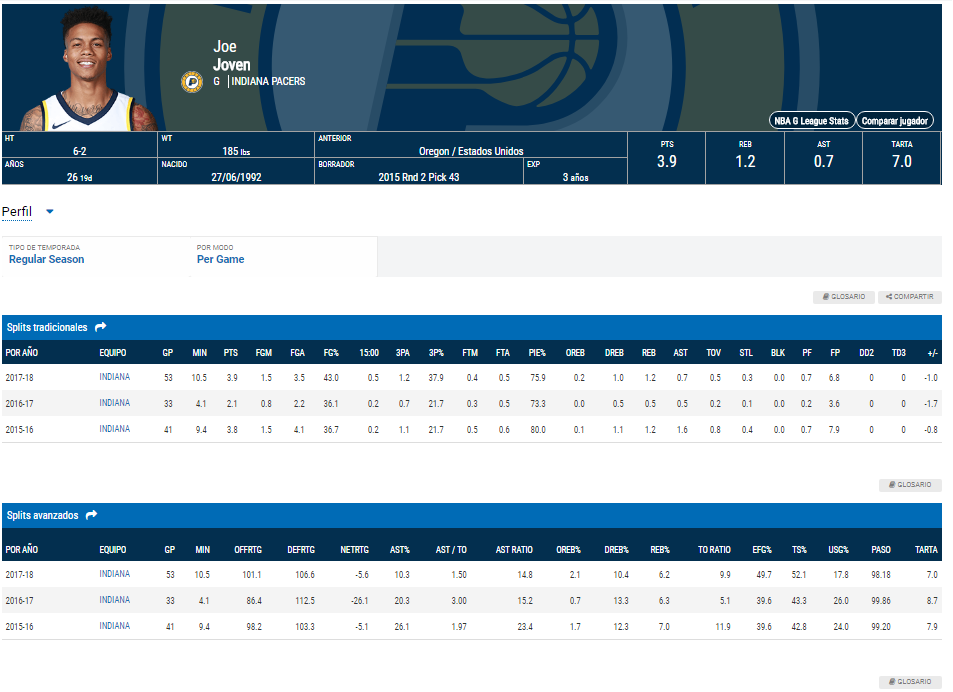 Joe
Joven
G | INDIANA PACERS
NBA G League Stats Comparar jugador
HT WT ANTERIOR PTS REB AST TARTA
6-2 185 lbs Oregon / Estados Unidos 3.9 1.2 0.7 7.0
AÑOS NACIDO BORRADOR EXP
26 19d 27/06/1992 2015 Rnd 2 Pick 43 3 años
Perfil
TIPO DE TEMPORADA POR MODO
Regular Season Per Game
GLOSARIO COMPARTIR
Splits tradicionales
POR AÑO EQUIPO GP MIN PTS FGM FGA FG% 15:00 3PA 3P% FTM FTA PIE% OREB DREB REB AST TOV STL BLK PF FP DD2 TD3 +/-
2017-18 INDIANA 53 10.5 3.9 1.5 3.5 43.0 0.5 1.2 37.9 0.4 0.5 75.9 0.2 1.0 1.2 0.7 0.5 0.3 0.0 0.7 6.8 0 0 -1.0
2016-17 INDIANA 33 4.1 2.1 0.8 2.2 36.1 0.2 0.7 21.7 0.3 0.5 73.3 0.0 0.5 0.5 0.5 0.2 0.1 0.0 0.2 3.6 0 0 -1.7
2015-16 INDIANA 41 9.4 3.8 1.5 4.1 36.7 0.2 1.1 21.7 0.5 0.6 80.0 0.1 1.1 1.2 1.6 0.8 0.4 0.0 0.7 7.9 0 0 -0.8
GLOSARIO
Splits avanzados
POR AÑO EQUIPO GP MIN OFFRTG DEFRTG NETRTG AST% AST / TO AST RATIO OREB% DREB% REB% TO RATIO EFG% TS% USG% PASO TARTA
2017-18 INDIANA 53 10.5 101.1 106.6 -5.6 10.3 1.50 14.8 2.1 10.4 6.2 9.9 49.7 52.1 17.8 98.18 7.0
2016-17 INDIANA 33 4.1 86.4 112.5 -26.1 20.3 3.00 15.2 0.7 13.3 6.3 5.1 39.6 43.3 26.0 99.86 8.7
2015-16 INDIANA 41 9.4 98.2 103.3 -5.1 26.1 1.97 23.4 1.7 12.3 7.0 11.9 39.6 42.8 24.0 99.20 7.9
GLOSARIO